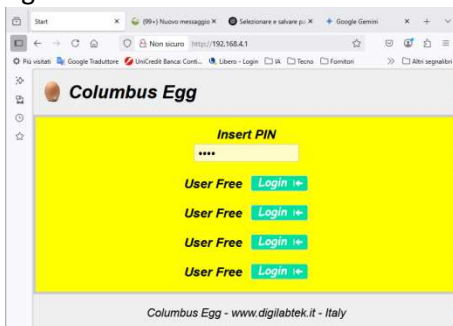 Start
(99+) Nuovo messaggio
Selezionare e salvare
Google Gemini
Non sicuro http://192.168.4.1
Più visitati Google Traduttore UniCredit Banca: Conti... Libero - Login IA Tecno Fornitori Altri segnalibri
Columbus Egg
Insert PIN
••••
User Free Login
User Free Login
User Free Login
User Free Login
Columbus Egg - www.digilabtek.it - Italy